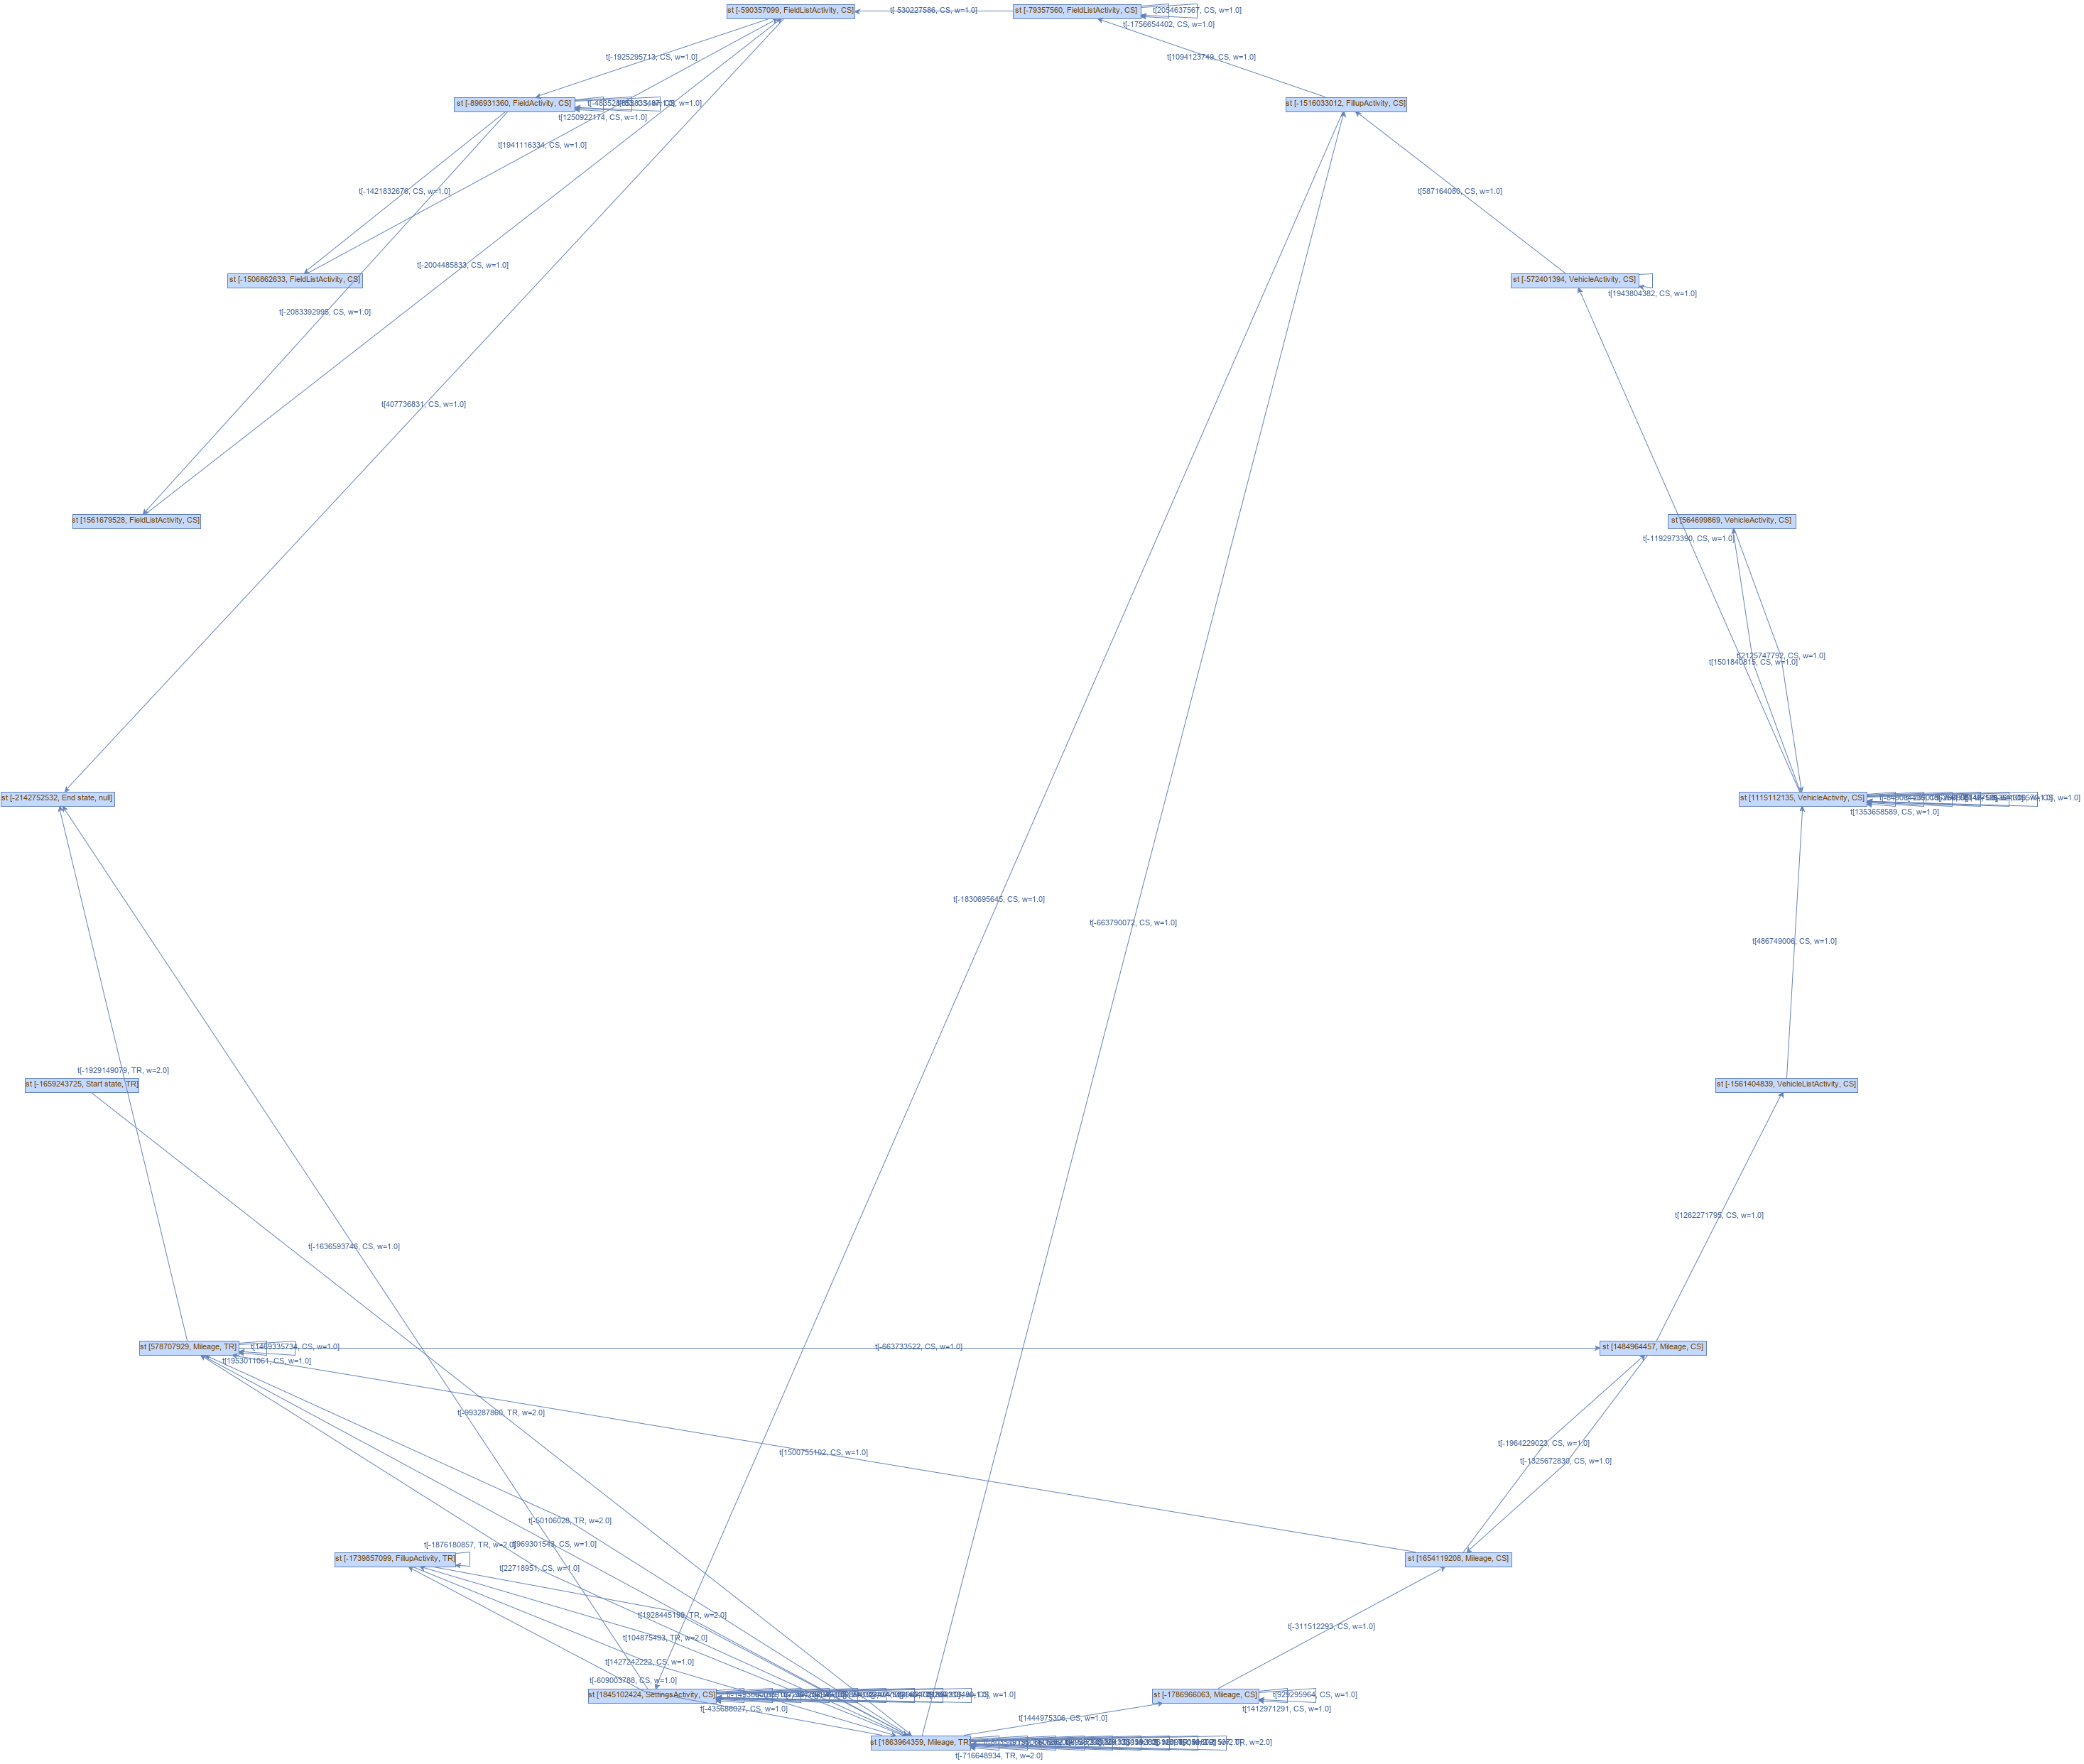 st [-590357099, FieldListActivity, CS]
t[-530227586, CS, w=1.0]
st [-79357560, FieldListActivity, CS]
t[2054637567, CS, w=1.0]
t[-1756654402, CS, w=1.0]
t[-1925295713, CS, w=1.0]
t[1094123749, CS, w=1.0]
st [-896931360, FieldActivity, CS]
st [-1516033012, FillupActivity, CS]
t[1250922174, CS, w=1.0]
t[1941116334, CS, w=1.0]
t[-1421832676, CS, w=1.0]
t[587164080, CS, w=1.0]
t[-2004485833, CS, w=1.0]
st [-1506862633, FieldListActivity, CS]
st [-572401394, VehicleActivity, CS]
t[1943804382, CS, w=1.0]
t[-2083392995, CS, w=1.0]
t[407736831, CS, w=1.0]
st [1561679528, FieldListActivity, CS]
st [564699869, VehicleActivity, CS]
t[-1192973390, CS, w=1.0]
t[2125747792, CS, w=1.0]
t[1501840815, CS, w=1.0]
st [-2142752532, End state, null]
st [1115112135, VehicleActivity, CS]
t[1353658589, CS, w=1.0]
t[-1830695645, CS, w=1.0]
t[-663790072, CS, w=1.0]
t[486749006, CS, w=1.0]
t[-1929149079, TR, w=2.0]
st [-1659243725, Start state, TR]
st [-1561404839, VehicleListActivity, CS]
t[1262271795, CS, w=1.0]
t[-1636593746, CS, w=1.0]
st [578707929, Mileage, TR]
t[1469335734, CS, w=1.0]
t[-663733522, CS, w=1.0]
st [1484964457, Mileage, CS]
t[1953011061, CS, w=1.0]
t[-993287860, TR, w=2.0]
t[-1964229023, CS, w=1.0]
t[1500755102, CS, w=1.0]
t[-1325672830, CS, w=1.0]
t[-50106028, TR, w=2.0]
t[-1876180857, TR, w=2.0]
t[969301543, CS, w=1.0]
st [-1739857099, FillupActivity, TR]
st [1654119208, Mileage, CS]
t[22718951, CS, w=1.0]
t[1928445199, TR, w=2.0]
t[-311512293, CS, w=1.0]
t[104875493, TR, w=2.0]
t[1427242222, CS, w=1.0]
t[-609003788, CS, w=1.0]
st [1845102424, SettingsActivity, CS]
st [-1786966063, Mileage, CS]
t[929295964, CS, w=1.0]
t[-435686027, CS, w=1.0]
t[1412971291, CS, w=1.0]
t[1444975306, CS, w=1.0]
st [1863964359, Mileage, TR]
t[-716648934, TR, w=2.0]